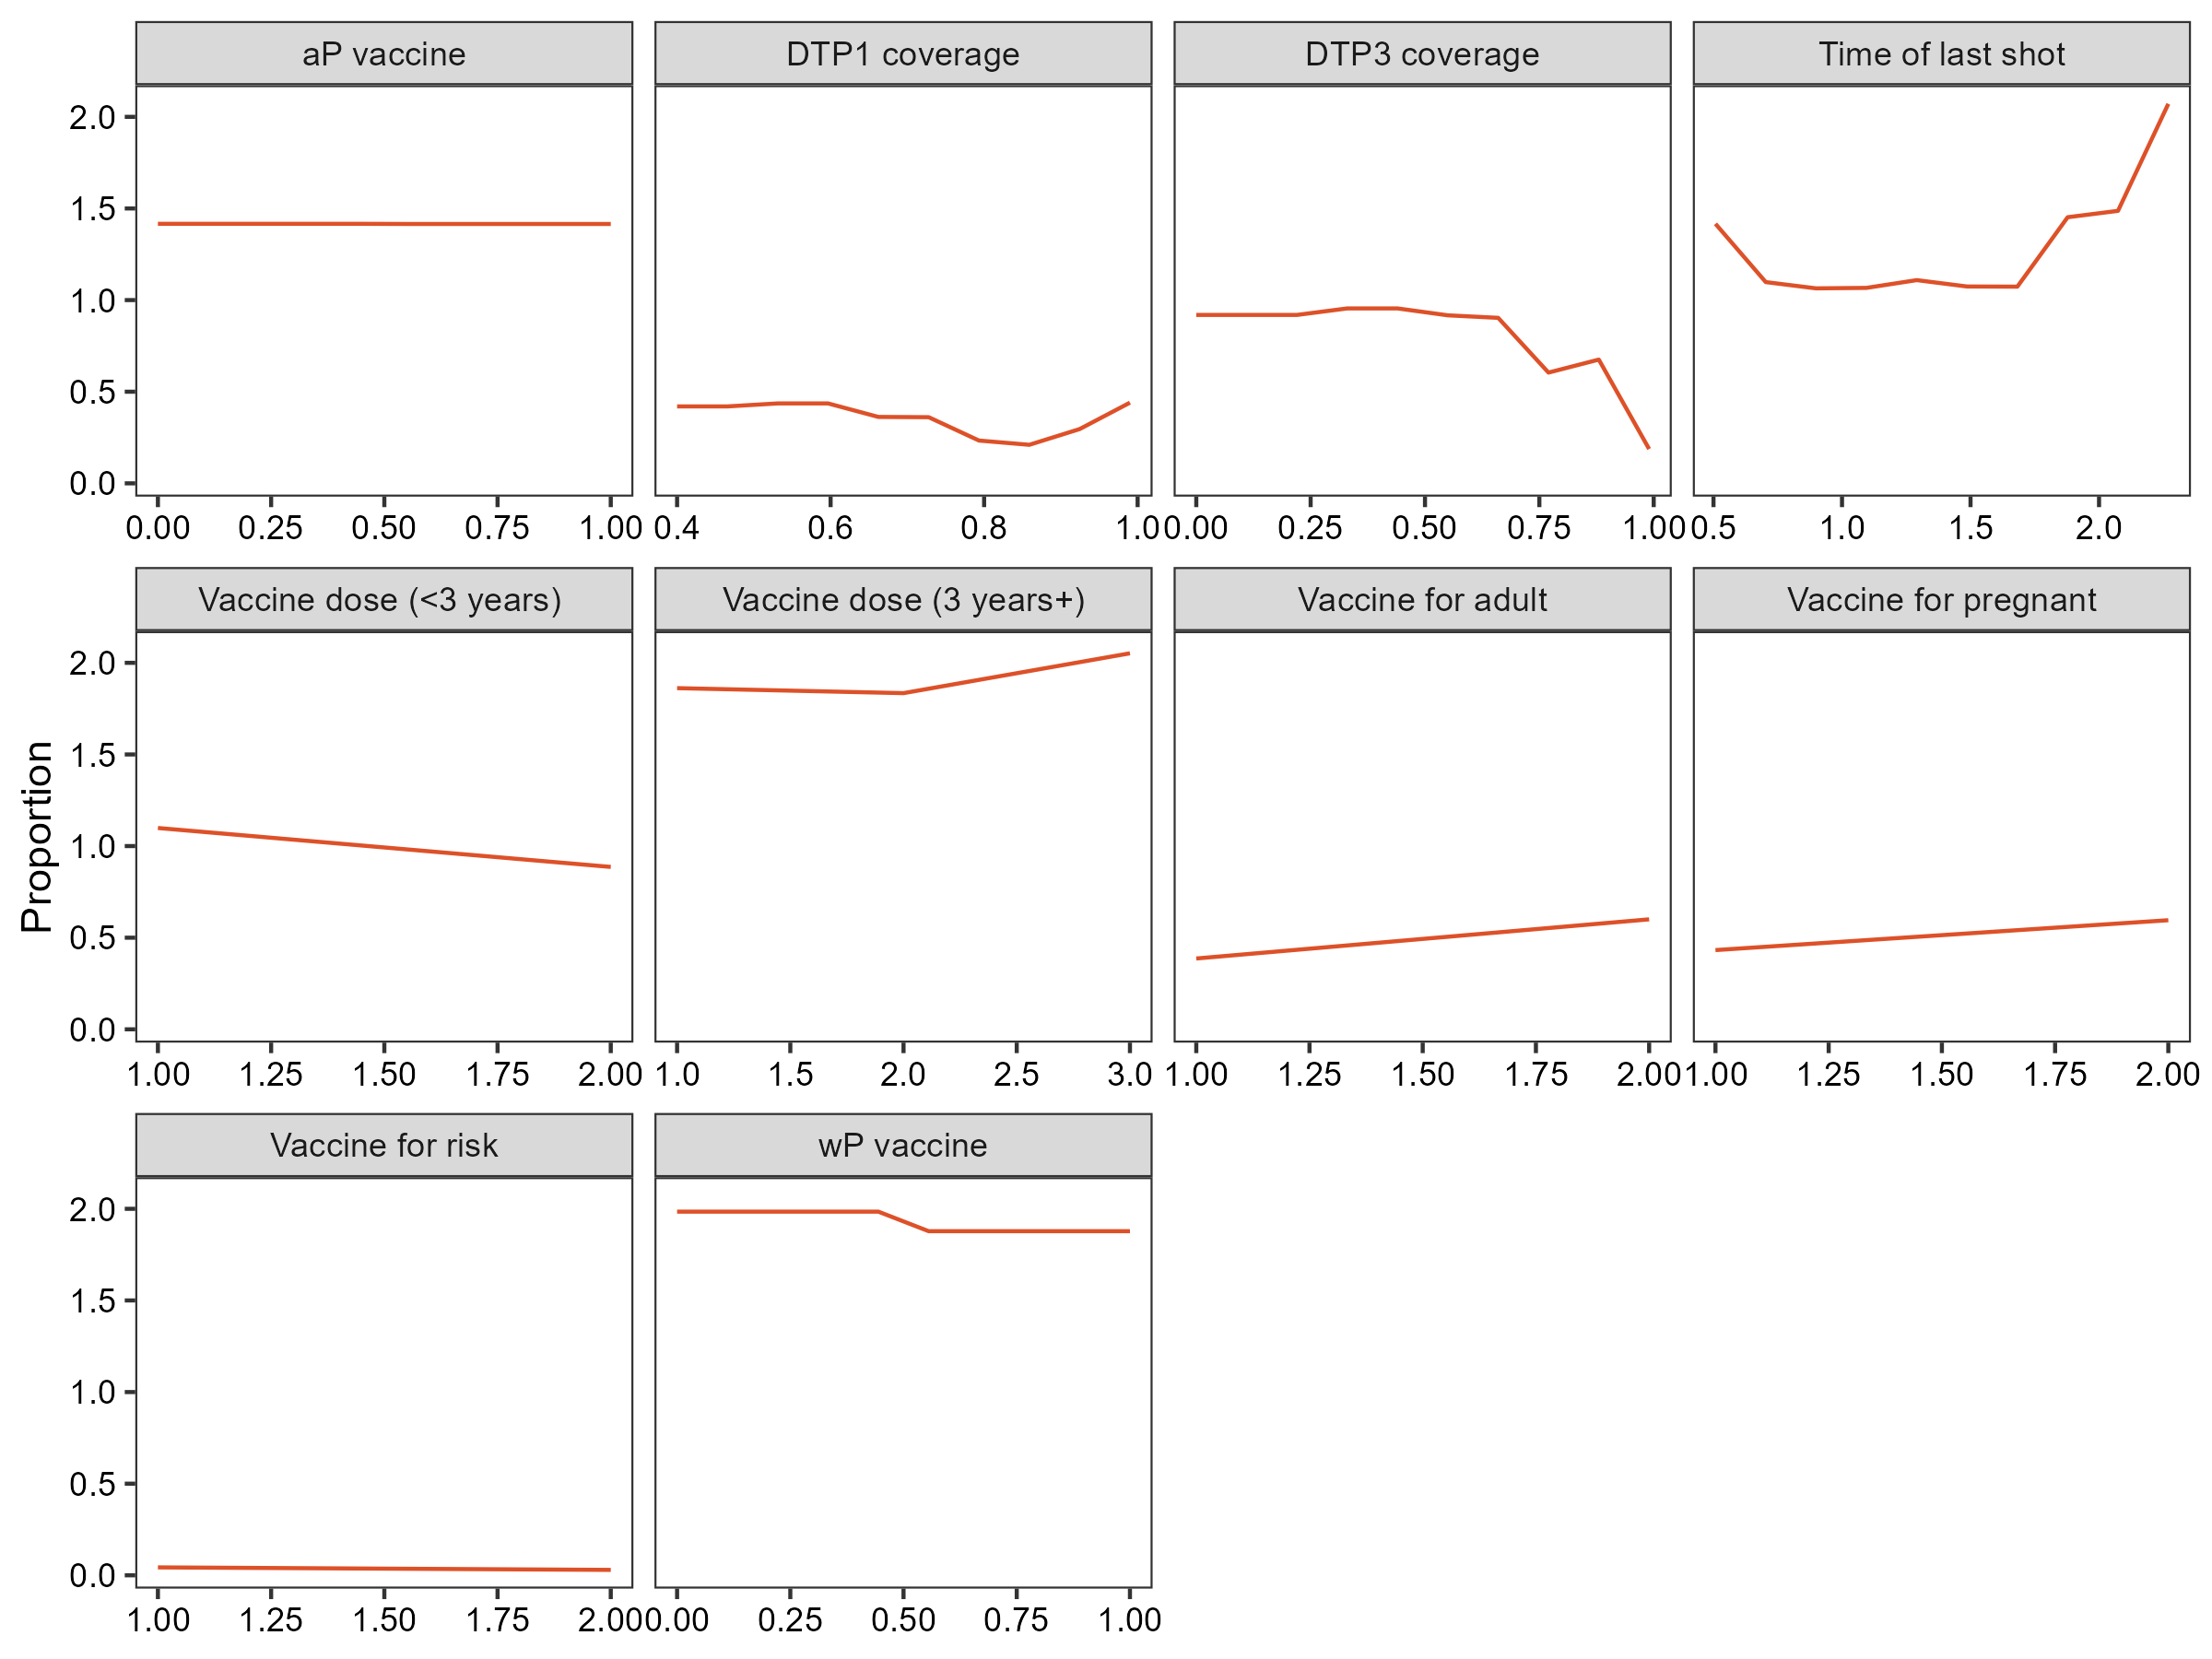 aP vaccine
DTP1 coverage
DTP3 coverage
Time of last shot
2.0
1.5
1.0
0.5
0.0
0.00 0.25 0.50 0.75 1.00
0.4 0.6 0.8 1.0
0.00 0.25 0.50 0.75 1.00
0.5 1.0 1.5 2.0
Vaccine dose (<3 years)
Vaccine dose (3 years+)
Vaccine for adult
Vaccine for pregnant
Proportion
2.0
1.5
1.0
0.5
0.0
1.00 1.25 1.50 1.75 2.00
1.0 1.5 2.0 2.5 3.0
1.00 1.25 1.50 1.75 2.00
1.00 1.25 1.50 1.75 2.00
Vaccine for risk
wP vaccine
2.0
1.5
1.0
0.5
0.0
1.00 1.25 1.50 1.75 2.00
0.00 0.25 0.50 0.75 1.00